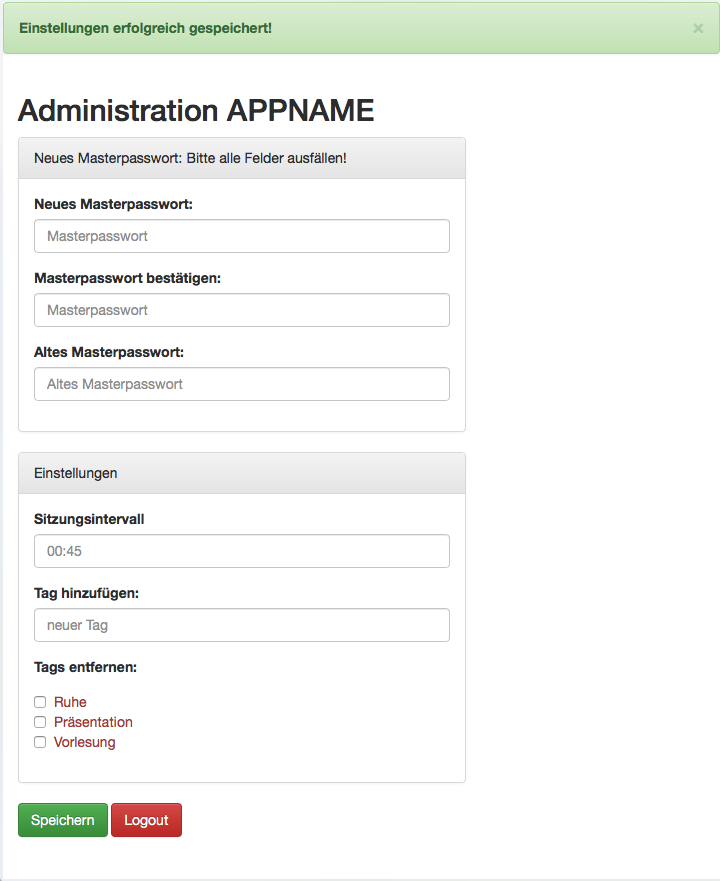 Einstellungen erfolgreich gespeichert! ×
Administration APPNAME
Neues Masterpasswort: Bitte alle Felder ausfällen!
Neues Masterpasswort:
Masterpasswort
Masterpasswort bestätigen:
Masterpasswort
Altes Masterpasswort:
Altes Masterpasswort
Einstellungen
Sitzungsintervall
00:45
Tag hinzufügen:
neuer Tag
Tags entfernen:
Ruhe
Präsentation
Vorlesung
Speichern Logout